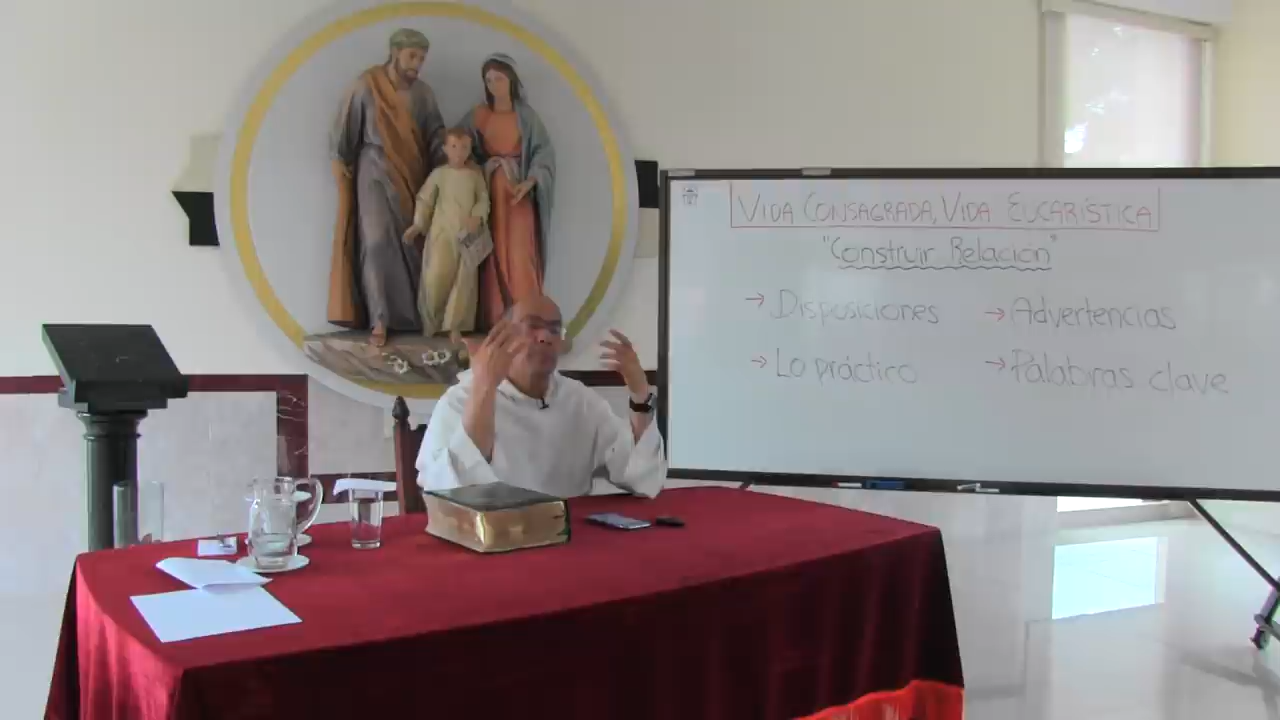 VIDA CONSAGRADA, VIDA EUCARÍSTICA
"Construir Relación"
→ Disposiciones → Advertencias
→ Lo práctico → Palabras clave